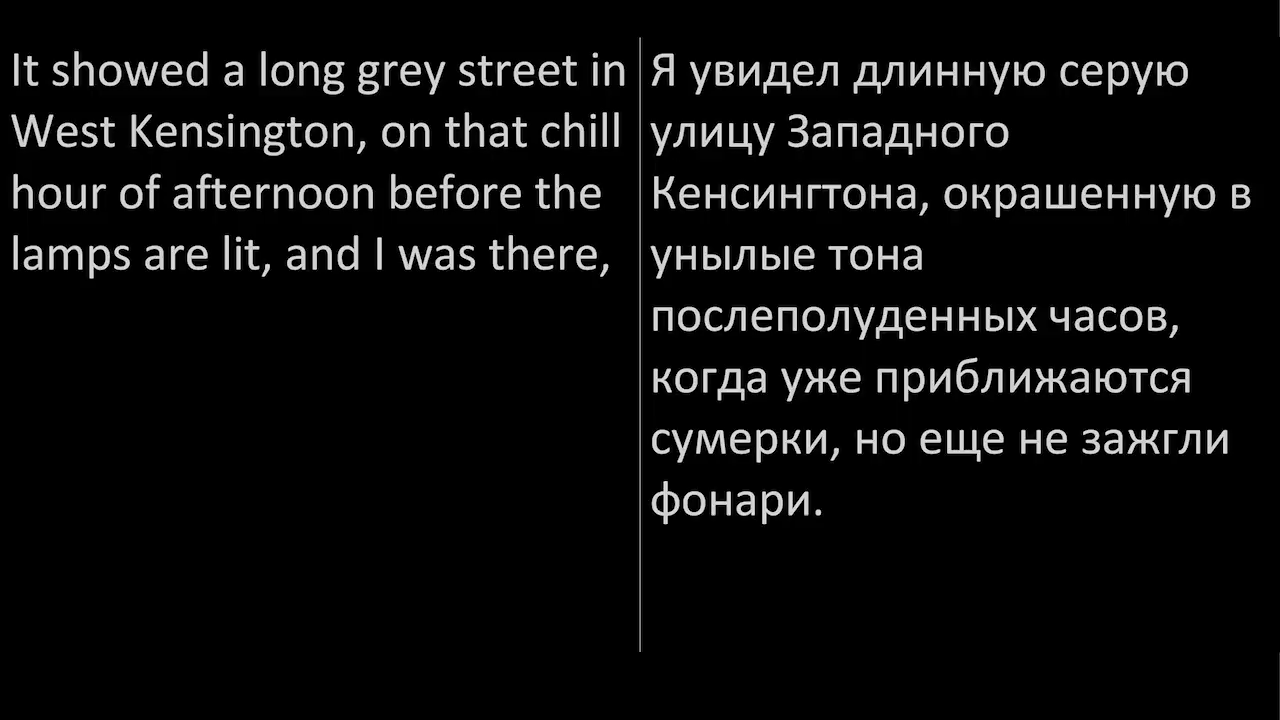 It showed a long grey street in
West Kensington, on that chill
hour of afternoon before the
lamps are lit, and I was there,
Я увидел длинную серую
улицу Западного
Кенсингтона, окрашенную в
унылые тона
послеполуденных часов,
когда уже приближаются
сумерки, но еще не зажгли
фонари.